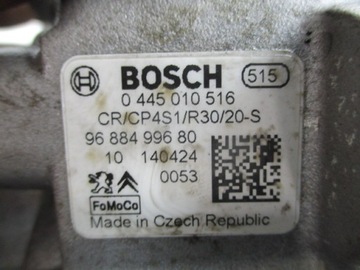 BOSCH 515
0 445 010 516
CR/CP4S1/R30/20-S
96 884 996 80
10 140424
0053
FoMoCo
Made in Czech Republic